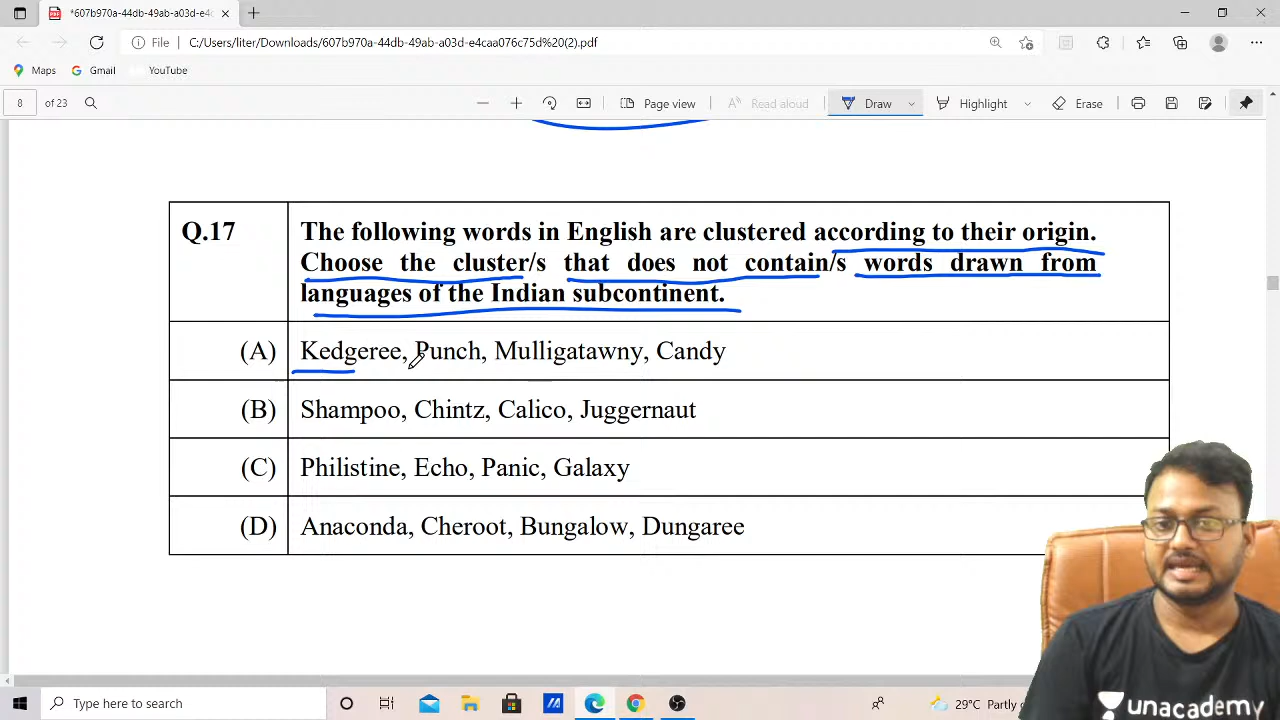 *607b970a-44db-49ab-a03d-e4c
File C:/Users/liter/Downloads/607b970a-44db-49ab-a03d-e4caa076c75d%20(2).pdf
Maps Gmail YouTube
8 of 23 Page view Read aloud Draw Highlight Erase
Q.17 The following words in English are clustered according to their origin.
Choose the cluster/s that does not contain/s words drawn from
languages of the Indian subcontinent.
(A) Kedgeree, Punch, Mulligatawny, Candy
(B) Shampoo, Chintz, Calico, Juggernaut
(C) Philistine, Echo, Panic, Galaxy
(D) Anaconda, Cheroot, Bungalow, Dungaree
unacademy
Type here to search 29°C Partly